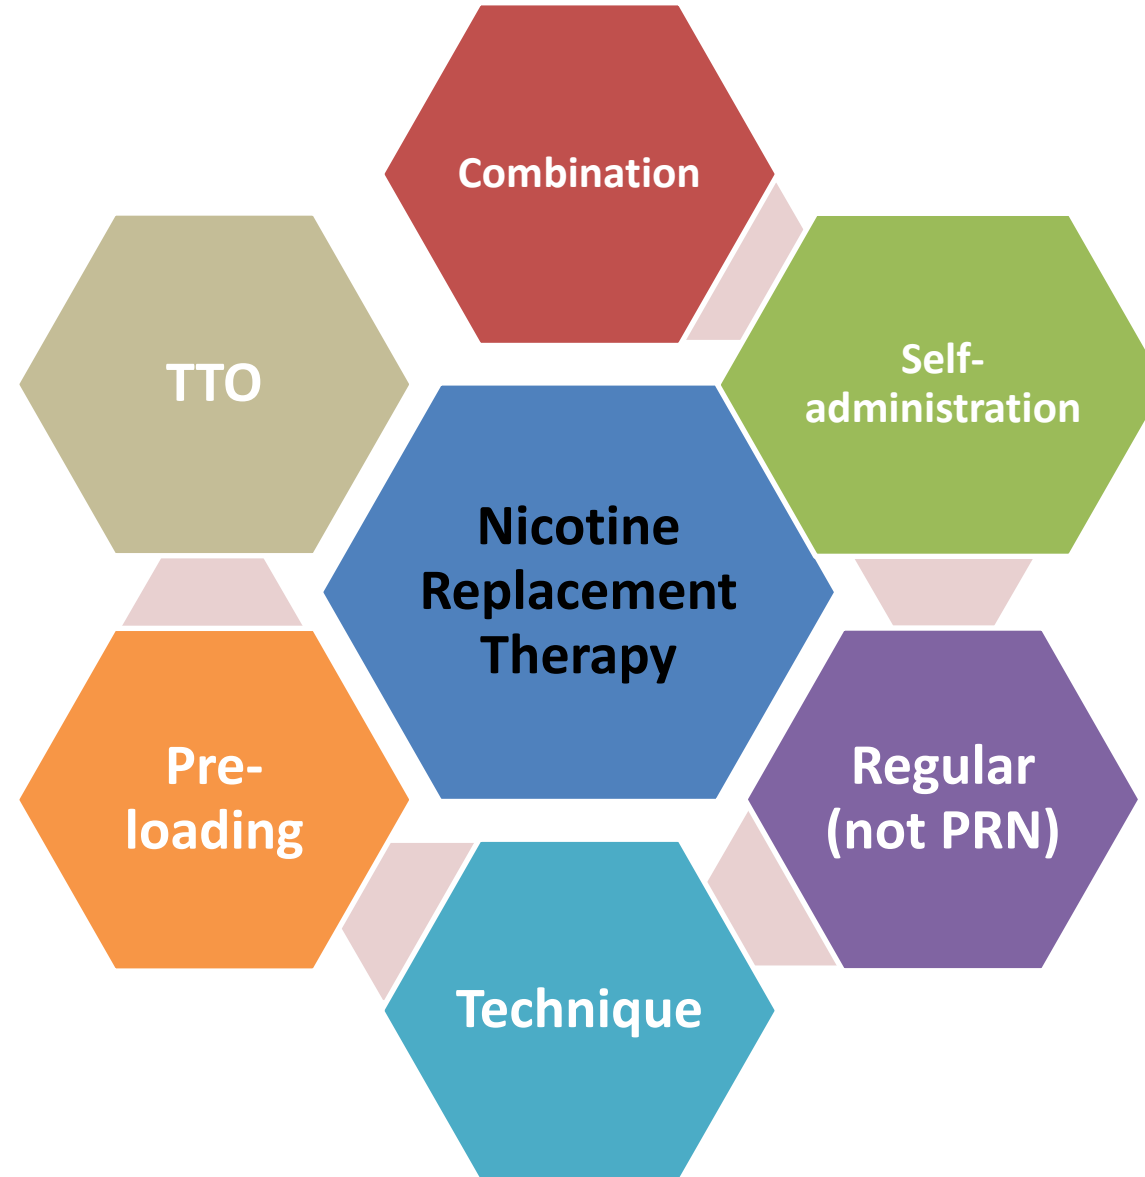 Combination
Self-
administration
TTO
Nicotine
Replacement
Therapy
Regular
(not PRN)
Pre-
loading
Technique